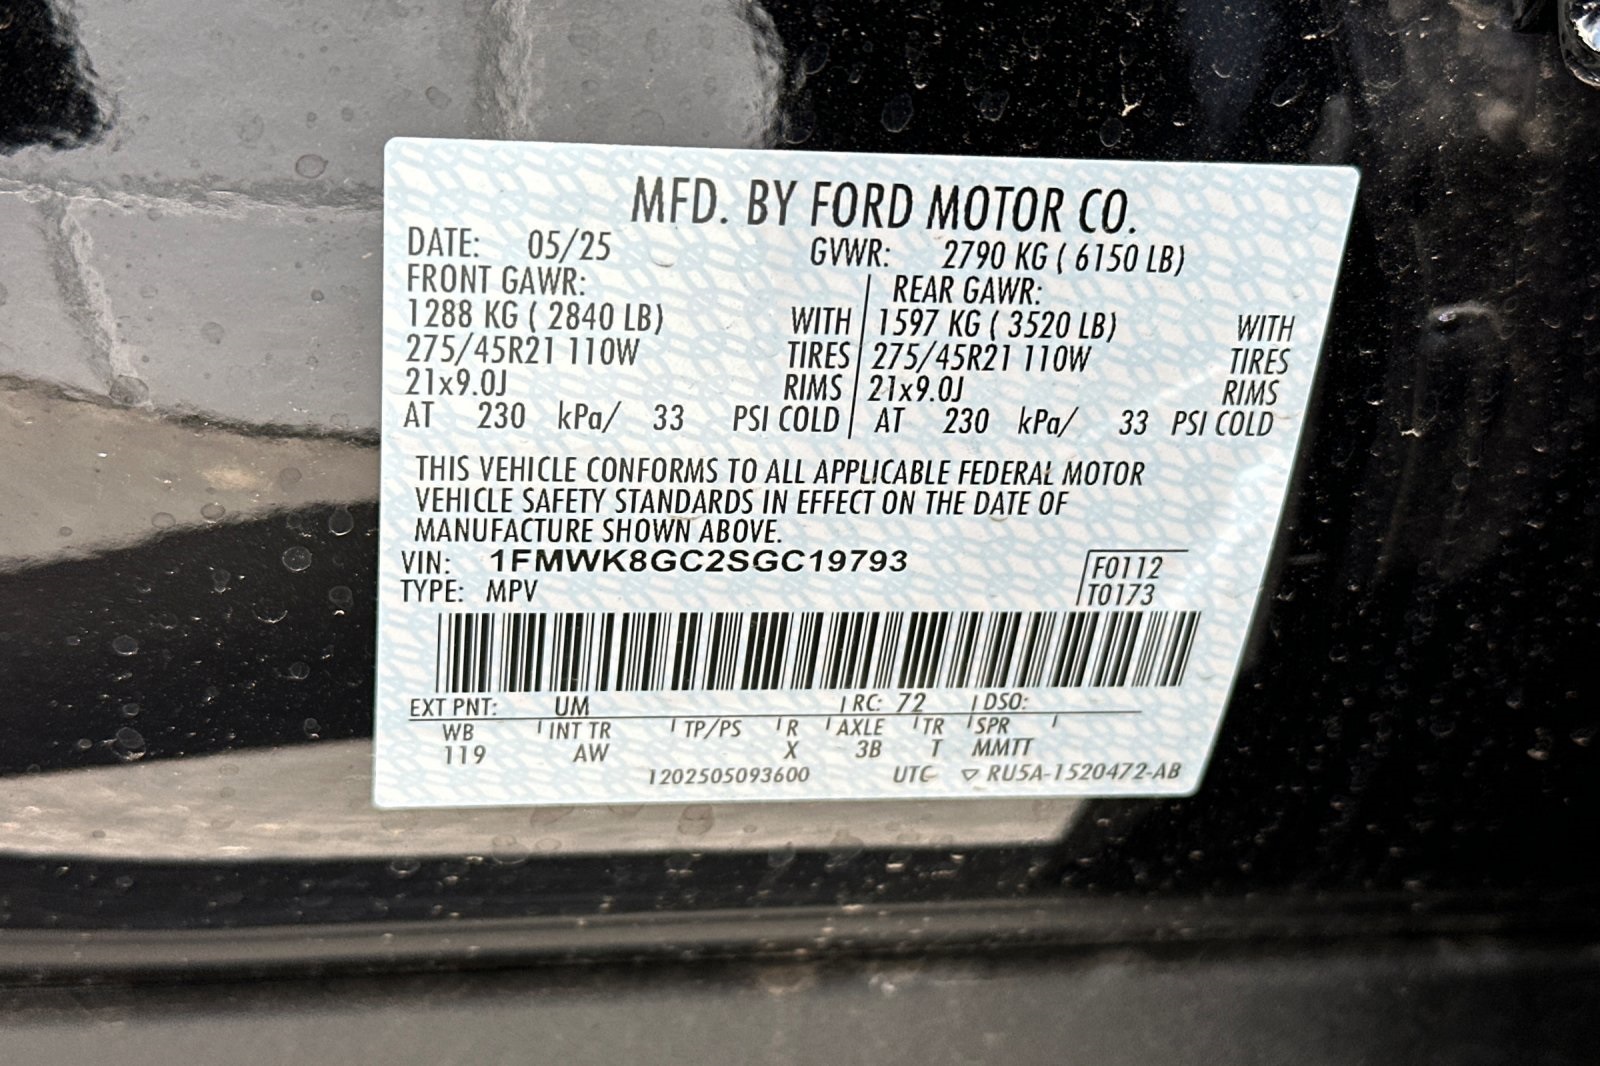 MFD. BY FORD MOTOR CO.
DATE: 05/25 GVWR: 2790 KG ( 6150 LB)
FRONT GAWR: REAR GAWR:
1288 KG ( 2840 LB) WITH 1597 KG ( 3520 LB) WITH
275/45R21 110W TIRES 275/45R21 110W TIRES
21x9.0J RIMS 21x9.0J RIMS
AT 230 kPa/ 33 PSI COLD AT 230 kPa/ 33 PSI COLD
THIS VEHICLE CONFORMS TO ALL APPLICABLE FEDERAL MOTOR
VEHICLE SAFETY STANDARDS IN EFFECT ON THE DATE OF
MANUFACTURE SHOWN ABOVE.
VIN: 1FMWK8GC2SGC19793 F0112
TYPE: MPV T0173
EXT PNT: UM RC: 72 DSO:
WB INT TR TP/PS R AXLE TR SPR
119 AW X 3B T MMTT
1202505093600 UTC ▽ RU5A-1520472-AB